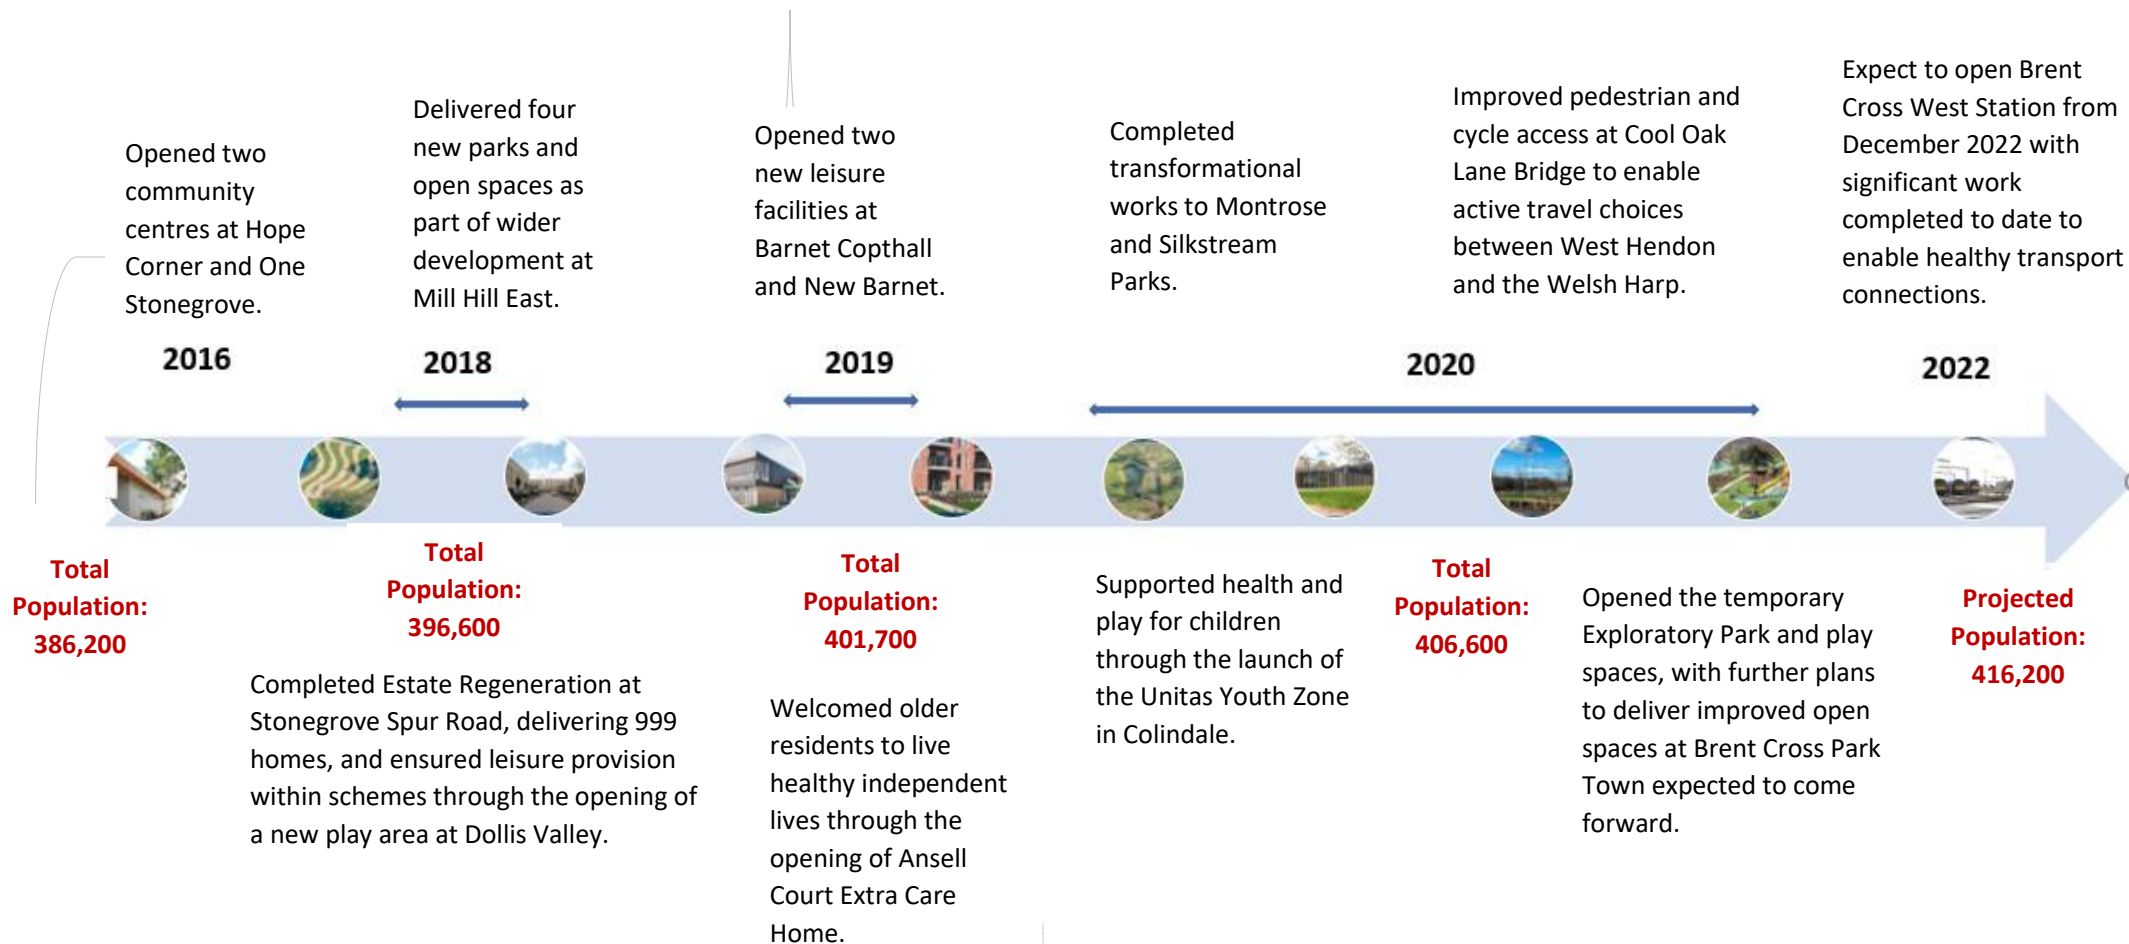 Opened two
community
centres at Hope
Corner and One
Stonegrove.
Delivered four
new parks and
open spaces as
part of wider
development at
Mill Hill East.
Opened two
new leisure
facilities at
Barnet Copthall
and New Barnet.
Completed
transformational
works to Montrose
and Silkstream
Parks.
Improved pedestrian and
cycle access at Cool Oak
Lane Bridge to enable
active travel choices
between West Hendon
and the Welsh Harp.
Expect to open Brent
Cross West Station from
December 2022 with
significant work
completed to date to
enable healthy transport
connections.
2016
2018
2019
2020
2022
Total
Population:
386,200
Total
Population:
396,600
Completed Estate Regeneration at
Stonegrove Spur Road, delivering 999
homes, and ensured leisure provision
within schemes through the opening of
a new play area at Dollis Valley.
Total
Population:
401,700
Welcomed older
residents to live
healthy independent
lives through the
opening of Ansell
Court Extra Care
Home.
Supported health and
play for children
through the launch of
the Unitas Youth Zone
in Colindale.
Total
Population:
406,600
Opened the temporary
Exploratory Park and play
spaces, with further plans
to deliver improved open
spaces at Brent Cross Park
Town expected to come
forward.
Projected
Population:
416,200